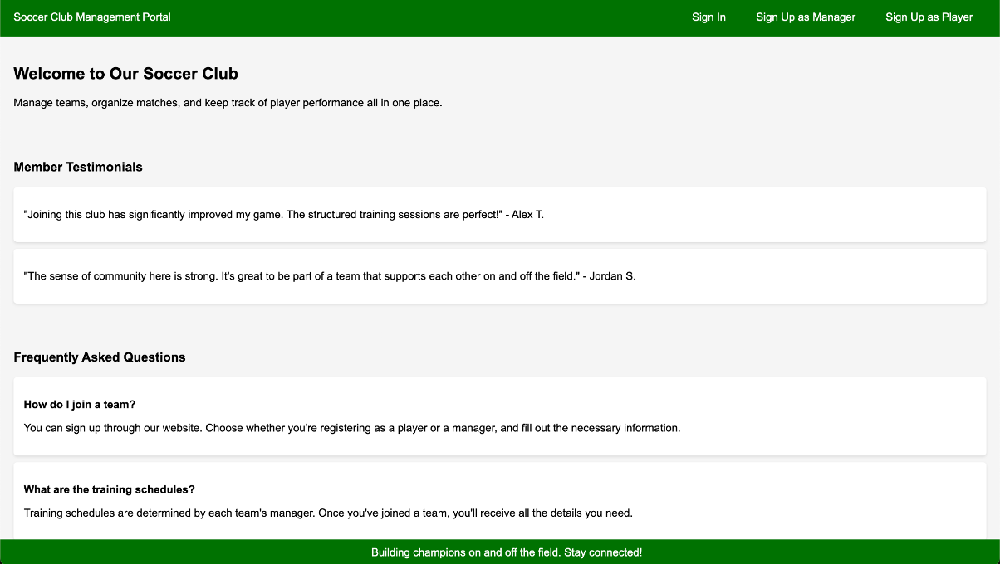 Soccer Club Management Portal Sign In Sign Up as Manager Sign Up as Player
Welcome to Our Soccer Club
Manage teams, organize matches, and keep track of player performance all in one place.
Member Testimonials
"Joining this club has significantly improved my game. The structured training sessions are perfect!" - Alex T.
"The sense of community here is strong. It's great to be part of a team that supports each other on and off the field." - Jordan S.
Frequently Asked Questions
How do I join a team?
You can sign up through our website. Choose whether you're registering as a player or a manager, and fill out the necessary information.
What are the training schedules?
Training schedules are determined by each team's manager. Once you've joined a team, you'll receive all the details you need.
Building champions on and off the field. Stay connected!